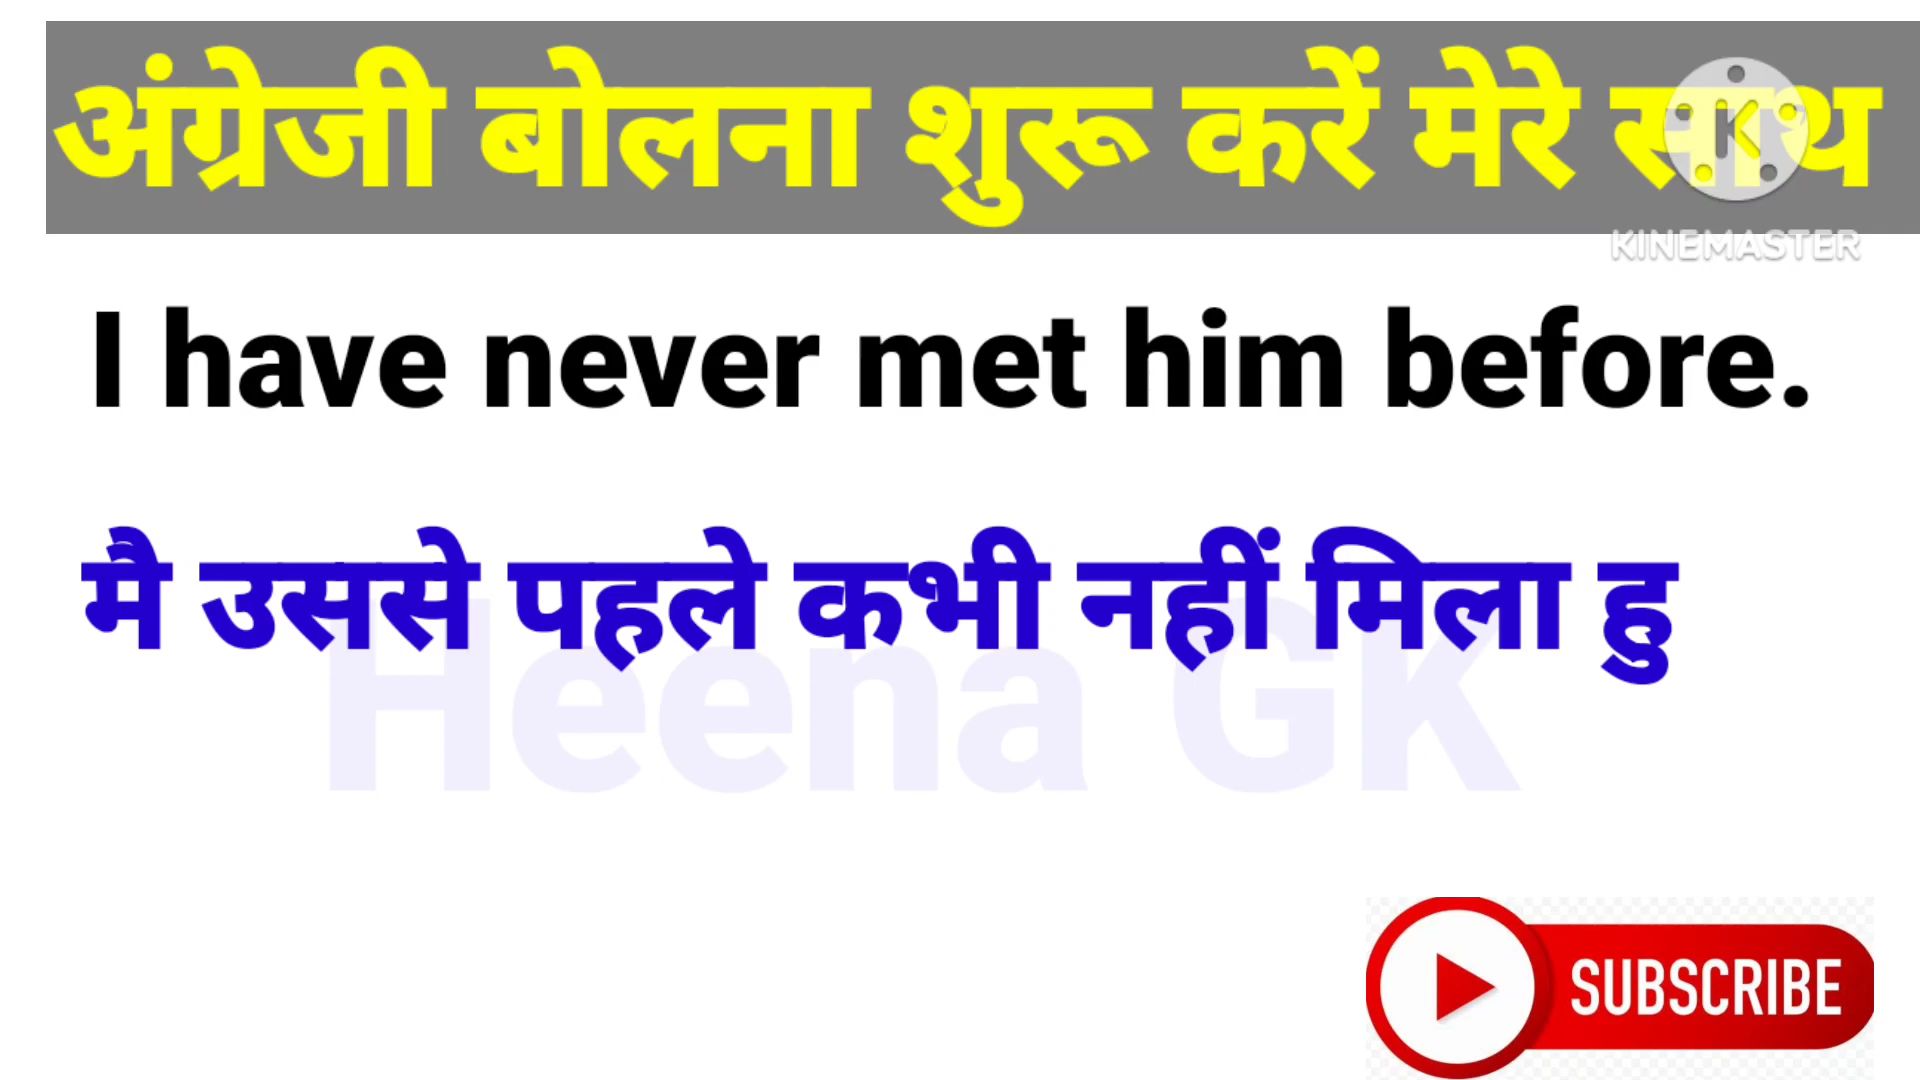 अंग्रेजी बोलना शुरू करें मेरे साथ
KINEMASTER
I have never met him before.
मै उससे पहले कभी नहीं मिला हु
Heena GK
SUBSCRIBE